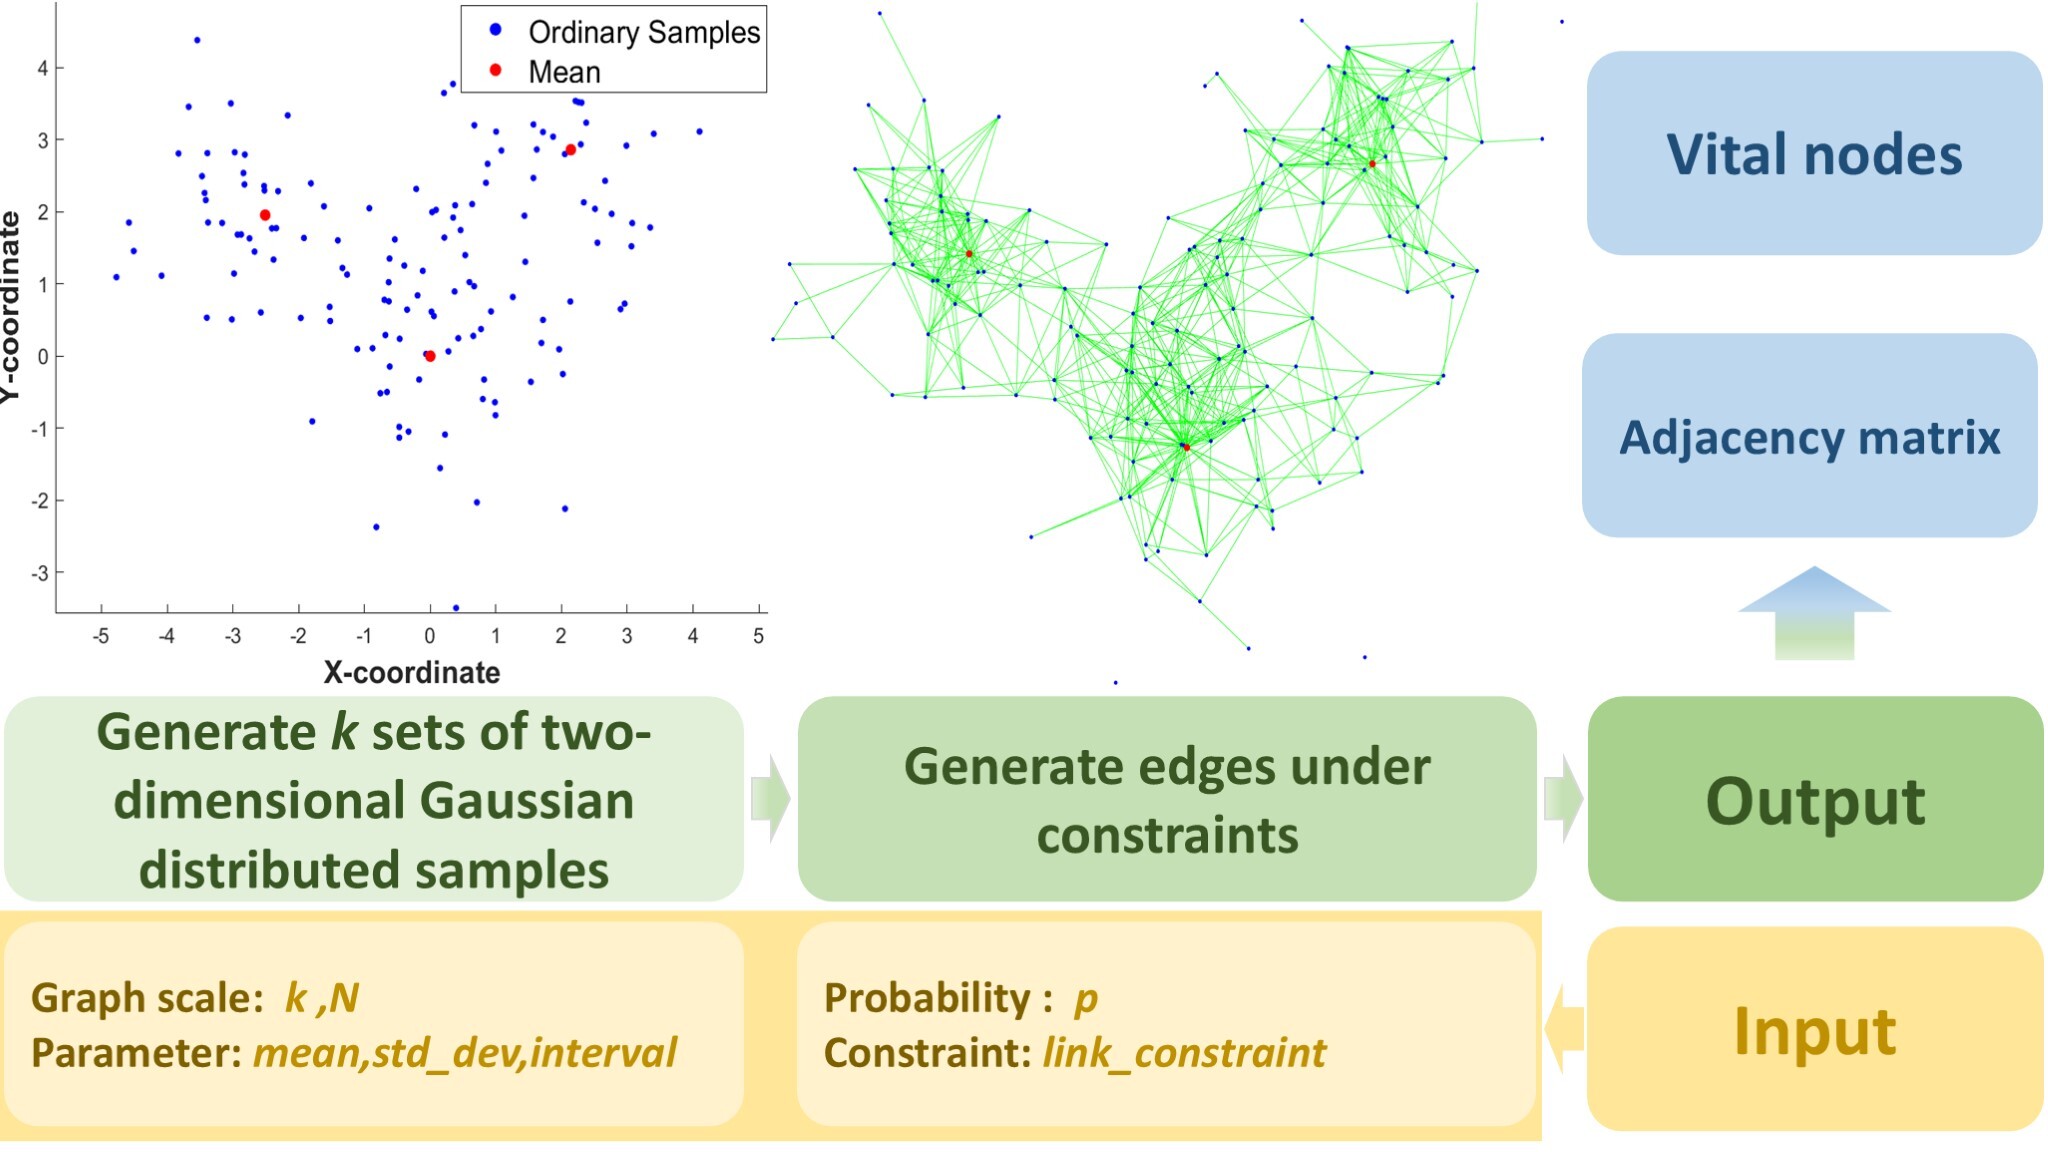 Ordinary Samples
Mean
4
3
2
1
0
-1
-2
-3
Y-coordinate
-5 -4 -3 -2 -1 0 1 2 3 4 5
X-coordinate
Vital nodes
Adjacency matrix
Generate k sets of two-
dimensional Gaussian
distributed samples
Generate edges under
constraints
Output
Graph scale: k ,N
Parameter: mean,std_dev,interval
Probability : p
Constraint: link_constraint
Input